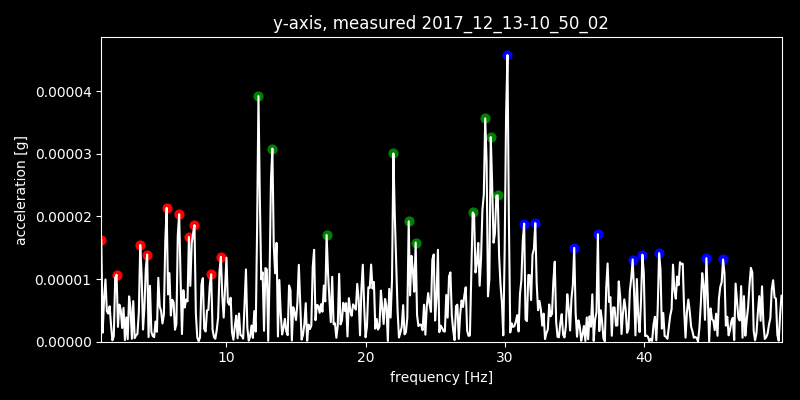 y-axis, measured 2017_12_13-10_50_02
acceleration [g]
0.00004
0.00003
0.00002
0.00001
0.00000
10 20 30 40
frequency [Hz]